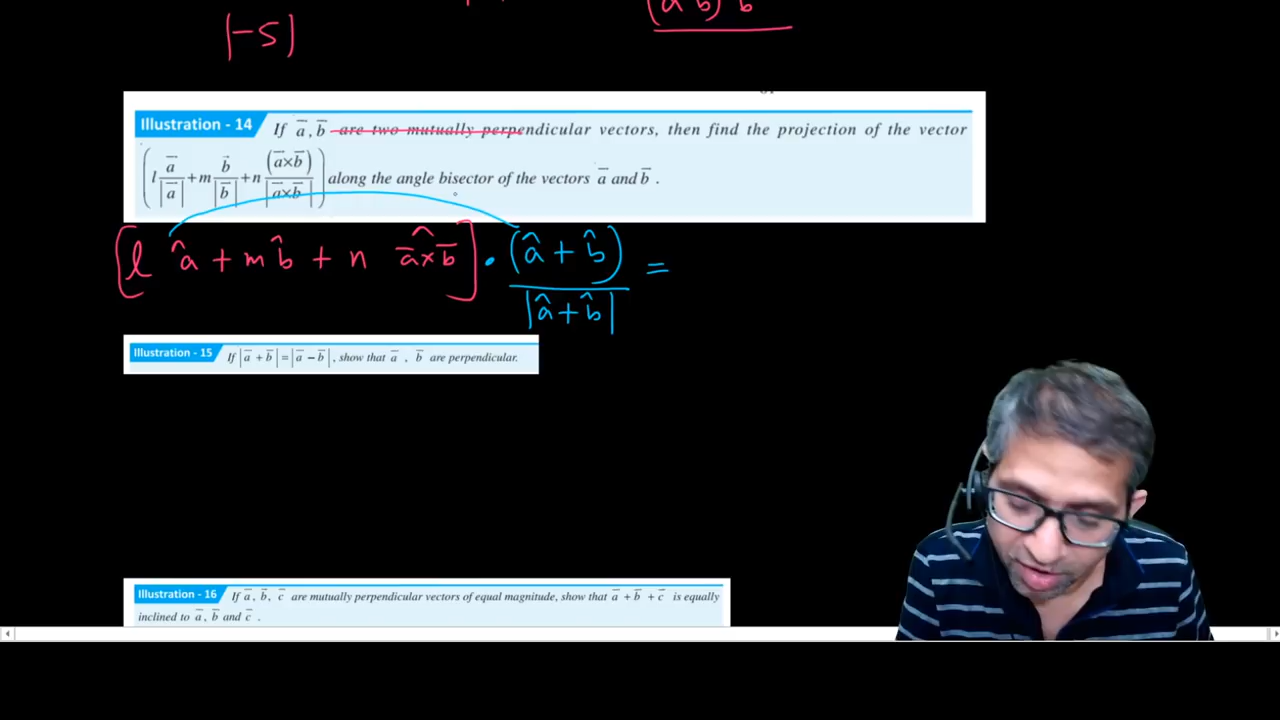 (a b) b
|-5|
Illustration - 14 If a̅, b̅ are two mutually perpendicular vectors, then find the projection of the vector
(l a̅/|a̅| + m b̅/|b̅| + n (a̅×b̅)/|a̅×b̅|) along the angle bisector of the vectors a̅ and b̅ .
[l â + m b̂ + n a̅×b̅^] • (â + b̂)/|â + b̂| =
Illustration - 15 If |a̅ + b̅| = |a̅ − b̅| , show that a̅ , b̅ are perpendicular.
Illustration - 16 If a̅, b̅, c̅ are mutually perpendicular vectors of equal magnitude, show that a̅ + b̅ + c̅ is equally
inclined to a̅, b̅ and c̅ .